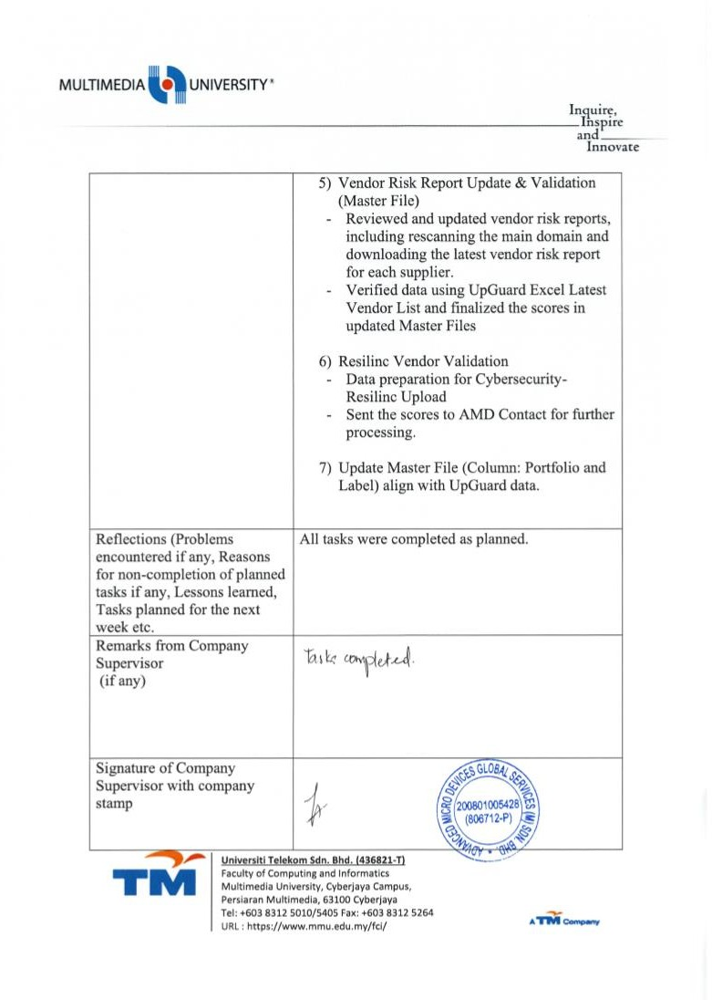 MULTIMEDIA UNIVERSITY
Inquire,
Inspire
and
Innovate
5) Vendor Risk Report Update & Validation
(Master File)
- Reviewed and updated vendor risk reports,
including rescanning the main domain and
downloading the latest vendor risk report
for each supplier.
- Verified data using UpGuard Excel Latest
Vendor List and finalized the scores in
updated Master Files
6) Resilinc Vendor Validation
- Data preparation for Cybersecurity-
Resilinc Upload
- Sent the scores to AMD Contact for further
processing.
7) Update Master File (Column: Portfolio and
Label) align with UpGuard data.
Reflections (Problems
encountered if any, Reasons
for non-completion of planned
tasks if any, Lessons learned,
Tasks planned for the next
week etc.
All tasks were completed as planned.
Remarks from Company
Supervisor
(if any)
Tasks completed.
Signature of Company
Supervisor with company
stamp
ADVANCED MICRO DEVICES GLOBAL SERVICES (M) SDN. BHD.
200801005428
(806712-P)
TM
Universiti Telekom Sdn. Bhd. (436821-T)
Faculty of Computing and Informatics
Multimedia University, Cyberjaya Campus,
Persiaran Multimedia, 63100 Cyberjaya
Tel: +603 8312 5010/5405 Fax: +603 8312 5264
URL : https://www.mmu.edu.my/fci/
A TM Company